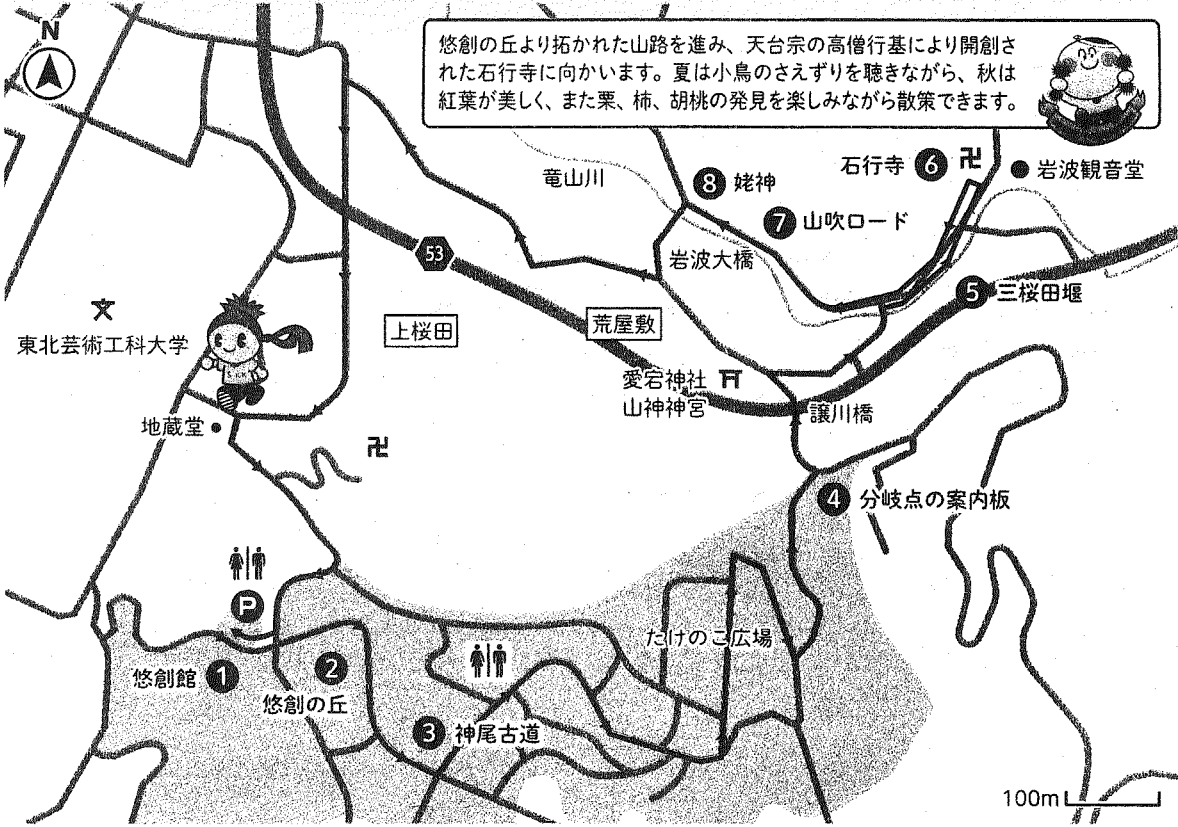 N
悠創の丘より拓かれた山路を進み、天台宗の高僧行基により開創さ
れた石行寺に向かいます。夏は小鳥のさえずりを聴きながら、秋は
紅葉が美しく、また栗、柿、胡桃の発見を楽しみながら散策できます。
竜山川
8 姥神
石行寺 6 卍
岩波観音堂
7 山吹ロード
53
岩波大橋
5 三桜田堰
文
東北芸術工科大学
上桜田
荒屋敷
愛宕神社
山神神宮
譲川橋
地蔵堂
卍
4 分岐点の案内板
P
たけのこ広場
悠創館 1
2
悠創の丘
3 神尾古道
100m